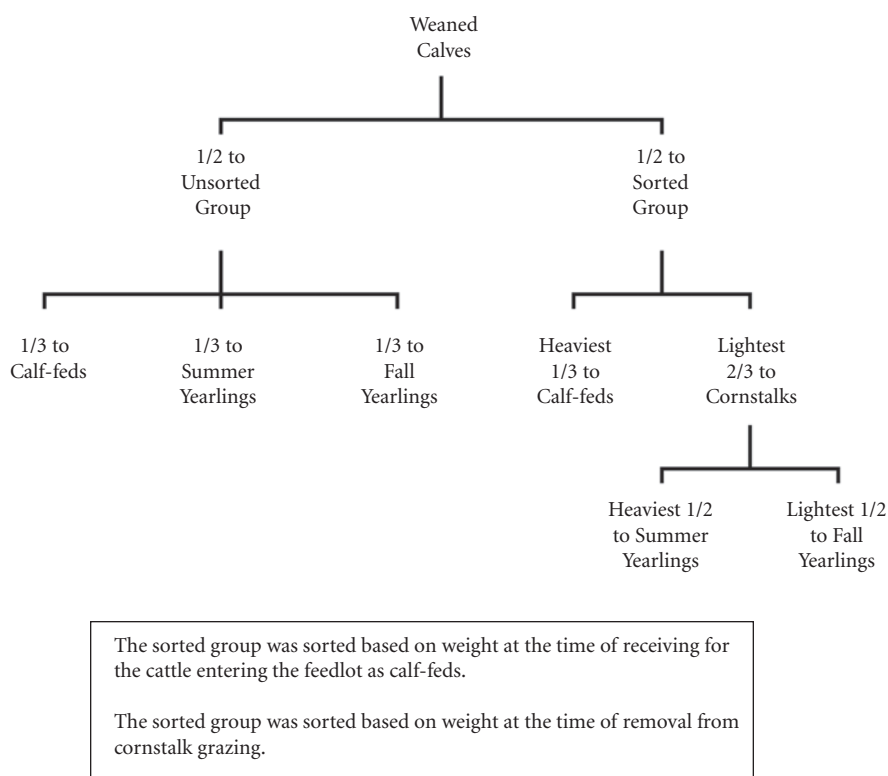 Weaned
Calves
1/2 to
Unsorted
Group
1/2 to
Sorted
Group
1/3 to
Calf-feds
1/3 to
Summer
Yearlings
1/3 to
Fall
Yearlings
Heaviest
1/3 to
Calf-feds
Lightest
2/3 to
Cornstalks
Heaviest 1/2
to Summer
Yearlings
Lightest 1/2
to Fall
Yearlings
The sorted group was sorted based on weight at the time of receiving for
the cattle entering the feedlot as calf-feds.
The sorted group was sorted based on weight at the time of removal from
cornstalk grazing.